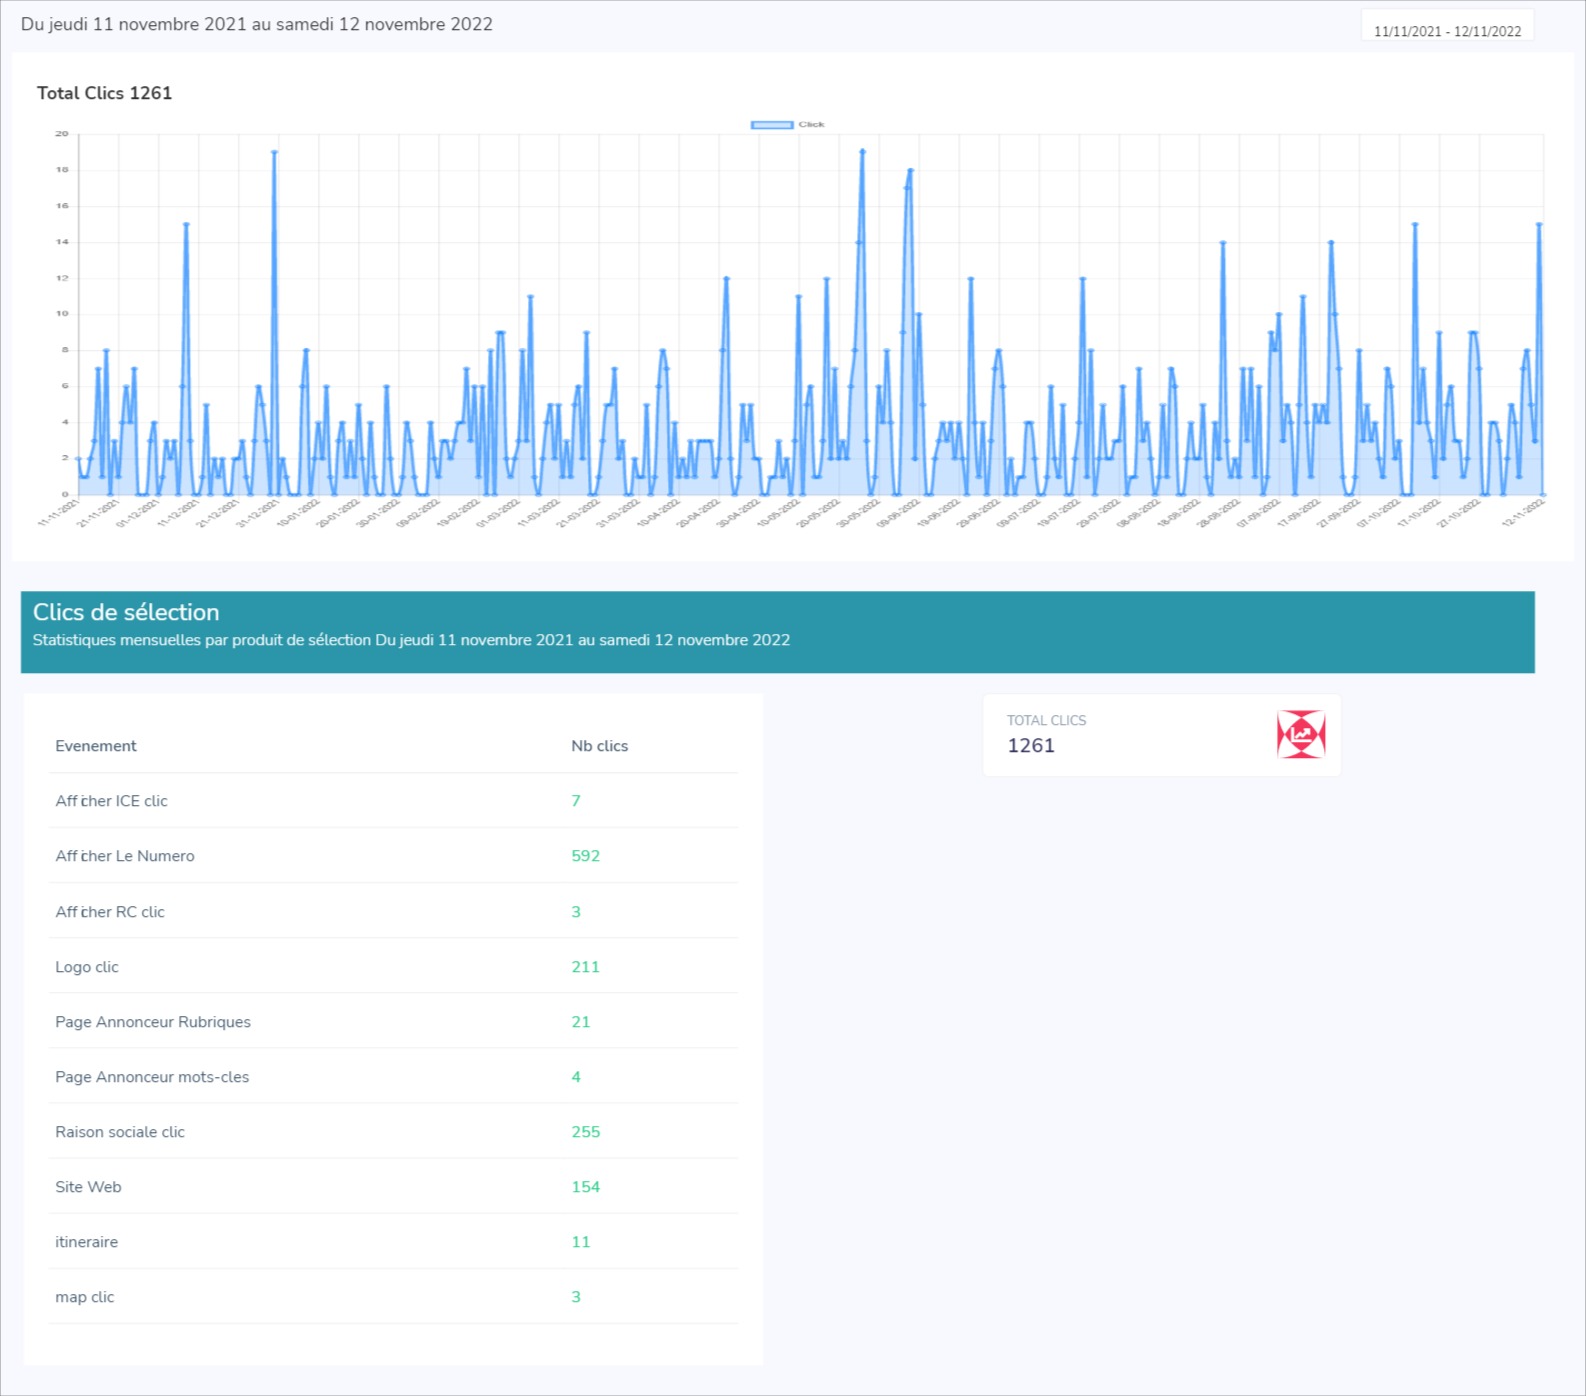 Du jeudi 11 novembre 2021 au samedi 12 novembre 2022
11/11/2021 - 12/11/2022
Total Clics 1261
Click
20
18
16
14
12
10
8
6
4
2
0
11-11-2021
21-11-2021
01-12-2021
11-12-2021
21-12-2021
31-12-2021
10-01-2022
20-01-2022
30-01-2022
09-02-2022
19-02-2022
01-03-2022
11-03-2022
21-03-2022
31-03-2022
10-04-2022
20-04-2022
30-04-2022
10-05-2022
20-05-2022
30-05-2022
09-06-2022
19-06-2022
29-06-2022
09-07-2022
19-07-2022
29-07-2022
08-08-2022
18-08-2022
28-08-2022
07-09-2022
17-09-2022
27-09-2022
07-10-2022
17-10-2022
27-10-2022
12-11-2022
Clics de sélection
Statistiques mensuelles par produit de sélection Du jeudi 11 novembre 2021 au samedi 12 novembre 2022
Evenement Nb clics
Afficher ICE clic 7
Afficher Le Numero 592
Afficher RC clic 3
Logo clic 211
Page Annonceur Rubriques 21
Page Annonceur mots-cles 4
Raison sociale clic 255
Site Web 154
itineraire 11
map clic 3
TOTAL CLICS
1261